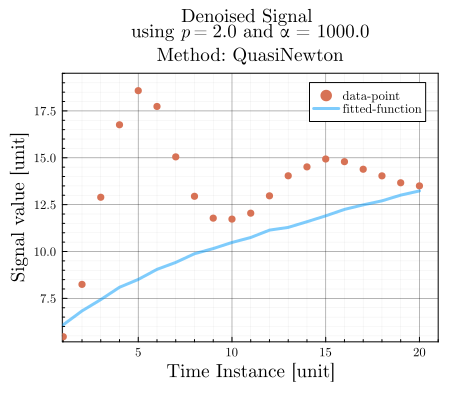 Denoised Signal
using p = 2.0 and α = 1000.0
Method: QuasiNewton
data-point
fitted-function
Signal value [unit]
17.5
15.0
12.5
10.0
7.5
5
10
15
20
Time Instance [unit]